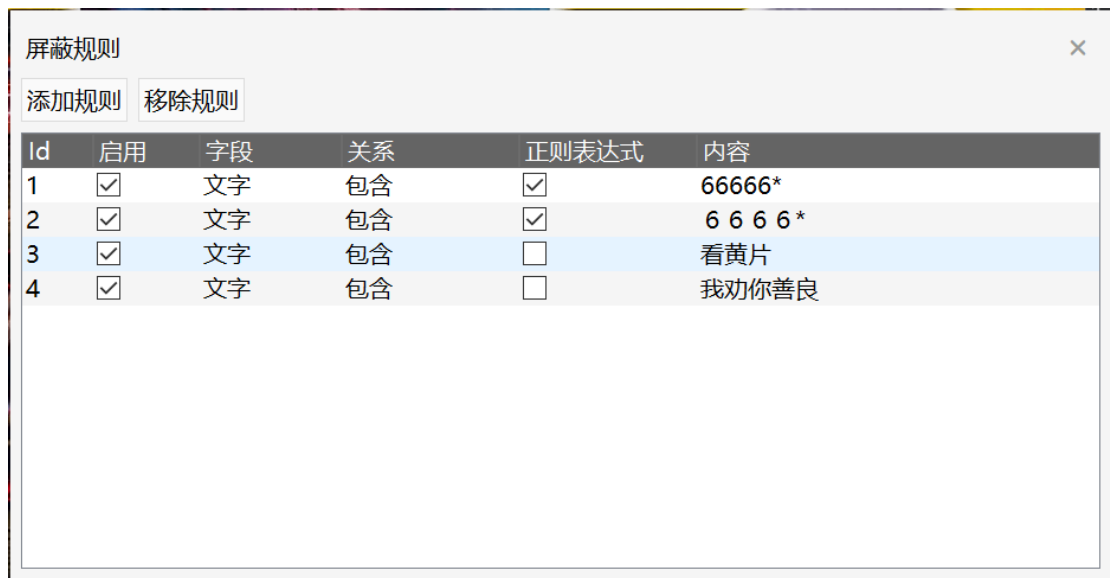 屏蔽规则
添加规则 移除规则
Id 启用 字段 关系 正则表达式 内容
1 文字 包含 66666*
2 文字 包含 6666*
3 文字 包含 看黄片
4 文字 包含 我劝你善良